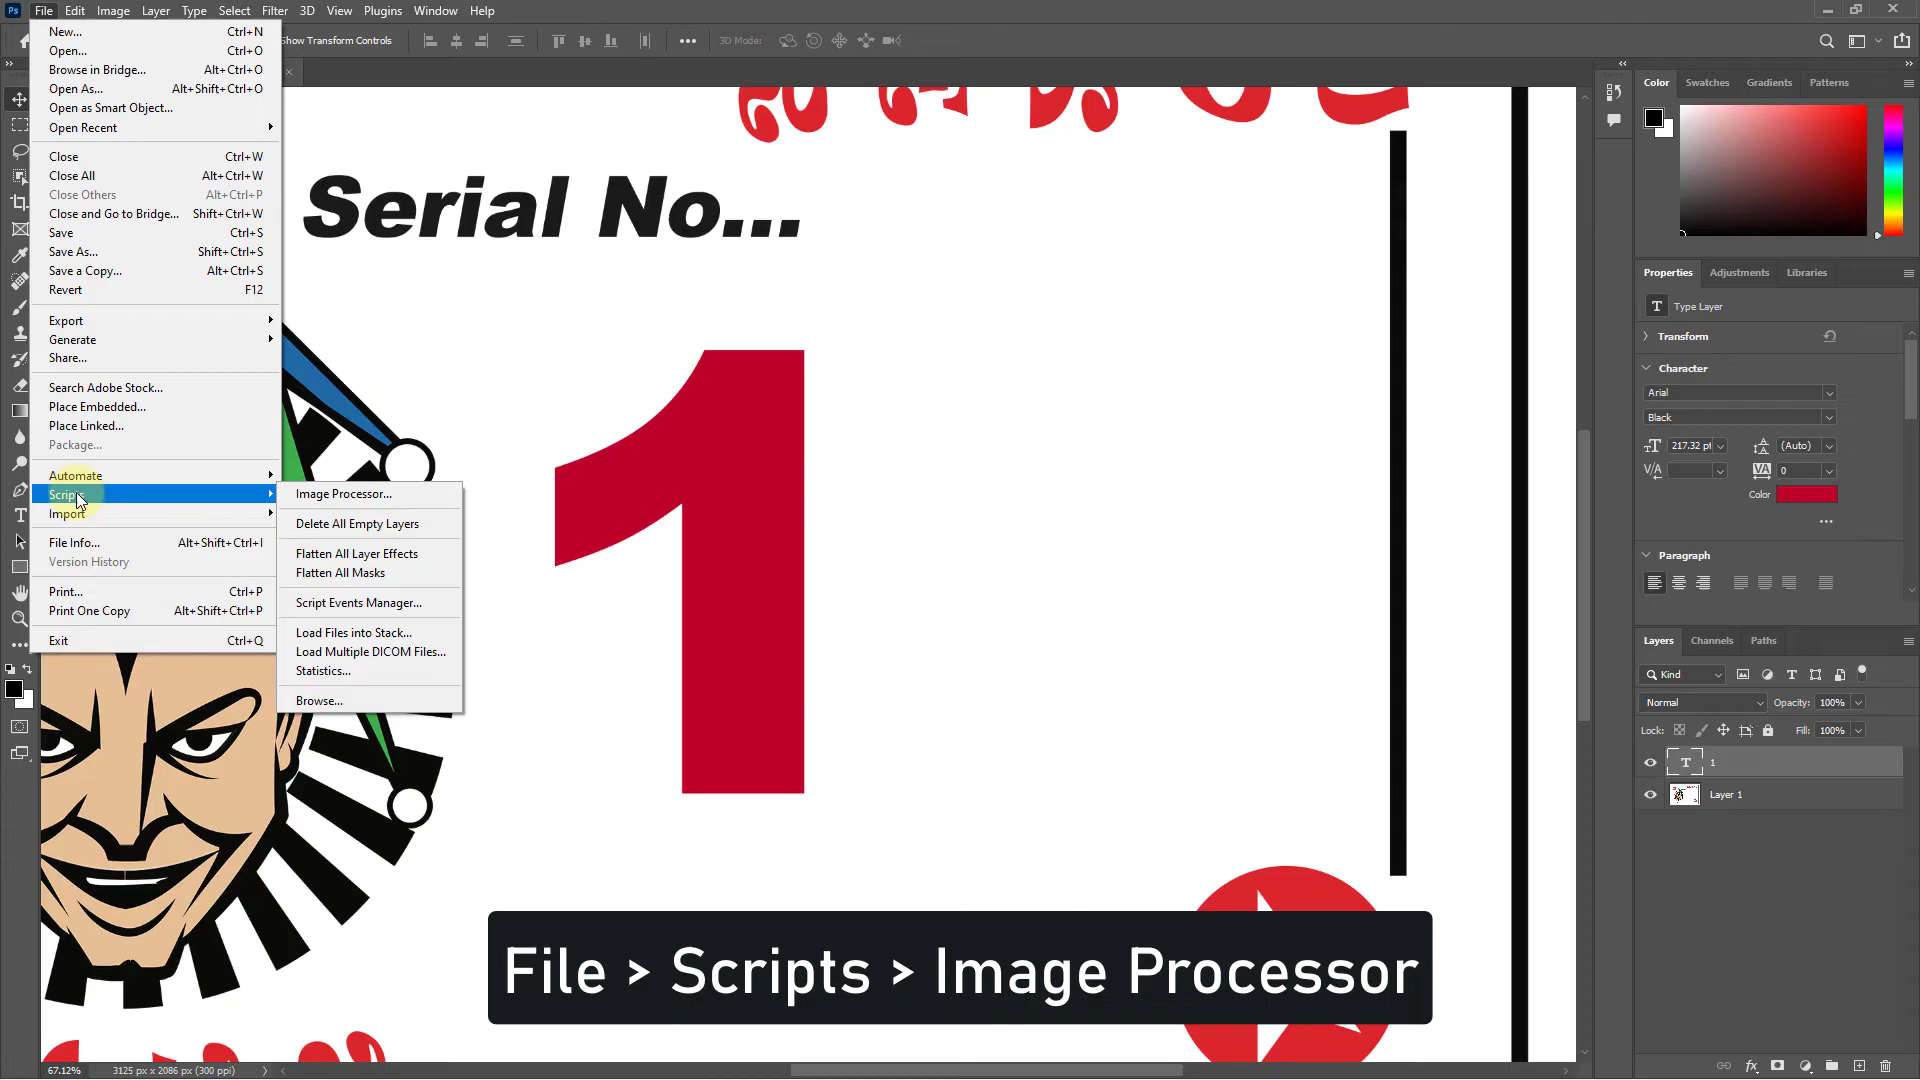 Ps File Edit Image Layer Type Select Filter 3D View Plugins Window Help
Show Transform Controls
3D Mode:
New... Ctrl+N
Open... Ctrl+O
Browse in Bridge... Alt+Ctrl+O
Open As... Alt+Shift+Ctrl+O
Open as Smart Object...
Open Recent
Close Ctrl+W
Close All Alt+Ctrl+W
Close Others Alt+Ctrl+P
Close and Go to Bridge... Shift+Ctrl+W
Save Ctrl+S
Save As... Shift+Ctrl+S
Save a Copy... Alt+Ctrl+S
Revert F12
Export
Generate
Share...
Search Adobe Stock...
Place Embedded...
Place Linked...
Package...
Automate
Scripts
Import
File Info... Alt+Shift+Ctrl+I
Version History
Print... Ctrl+P
Print One Copy Alt+Shift+Ctrl+P
Exit Ctrl+Q
Image Processor...
Delete All Empty Layers
Flatten All Layer Effects
Flatten All Masks
Script Events Manager...
Load Files into Stack...
Load Multiple DICOM Files...
Statistics...
Browse...
Serial No...
1
File > Scripts > Image Processor
Color Swatches Gradients Patterns
Properties Adjustments Libraries
T Type Layer
Transform
Character
Arial
Black
217.32 pt (Auto)
0
Color
Paragraph
Layers Channels Paths
Kind
Normal Opacity: 100%
Lock: Fill: 100%
T 1
Layer 1
67.12% 3125 px x 2086 px (300 ppi)